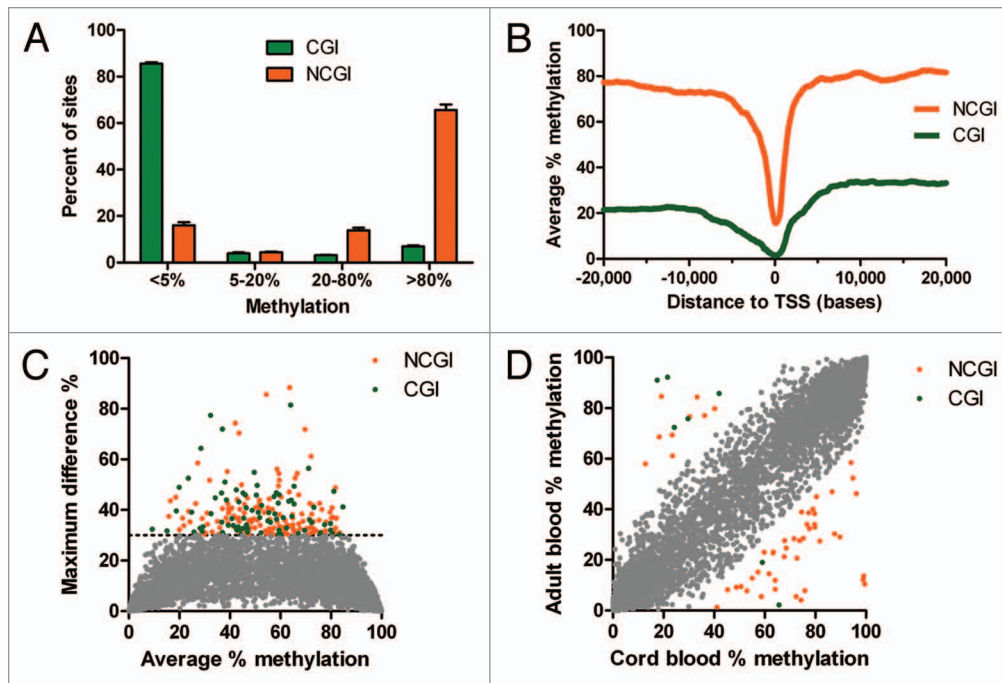 A
100
80
60
40
20
0
Percent of sites
CGI
NCGI
<5%
5-20%
20-80%
>80%
Methylation
B
100
80
60
40
20
0
Average % methylation
NCGI
CGI
-20,000
-10,000
0
10,000
20,000
Distance to TSS (bases)
C
100
80
60
40
20
0
Maximum difference %
NCGI
CGI
0
20
40
60
80
100
Average % methylation
D
100
80
60
40
20
0
Adult blood % methylation
NCGI
CGI
0
20
40
60
80
100
Cord blood % methylation